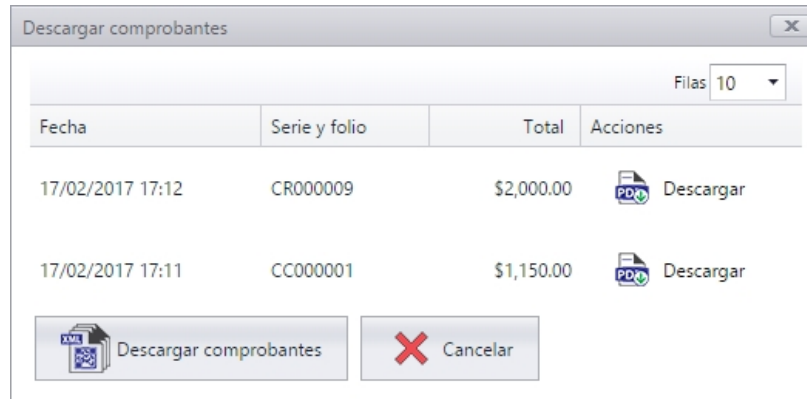 Descargar comprobantes
Filas 10
Fecha Serie y folio Total Acciones
17/02/2017 17:12 CR000009 $2,000.00 Descargar
17/02/2017 17:11 CC000001 $1,150.00 Descargar
XML Descargar comprobantes Cancelar